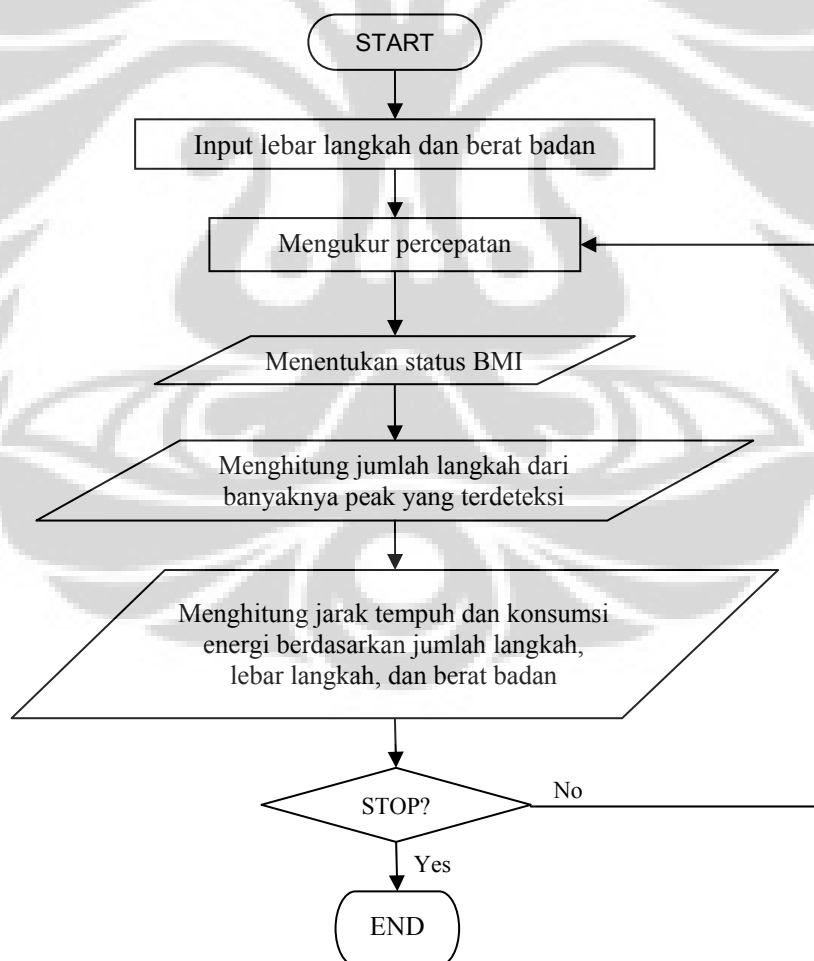 START
Input lebar langkah dan berat badan
Mengukur percepatan
Menentukan status BMI
Menghitung jumlah langkah dari
banyaknya peak yang terdeteksi
Menghitung jarak tempuh dan konsumsi
energi berdasarkan jumlah langkah,
lebar langkah, dan berat badan
STOP?
No
Yes
END